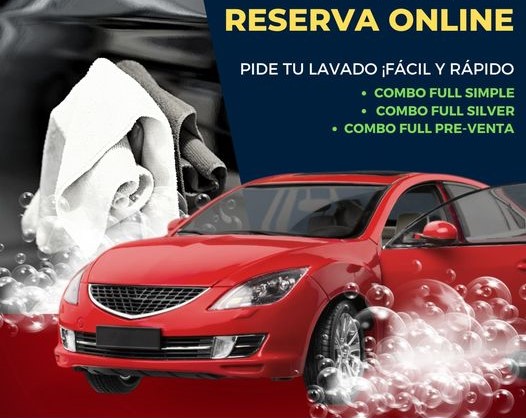 RESERVA ONLINE
PIDE TU LAVADO ¡FÁCIL Y RÁPIDO
• COMBO FULL SIMPLE
• COMBO FULL SILVER
• COMBO FULL PRE-VENTA